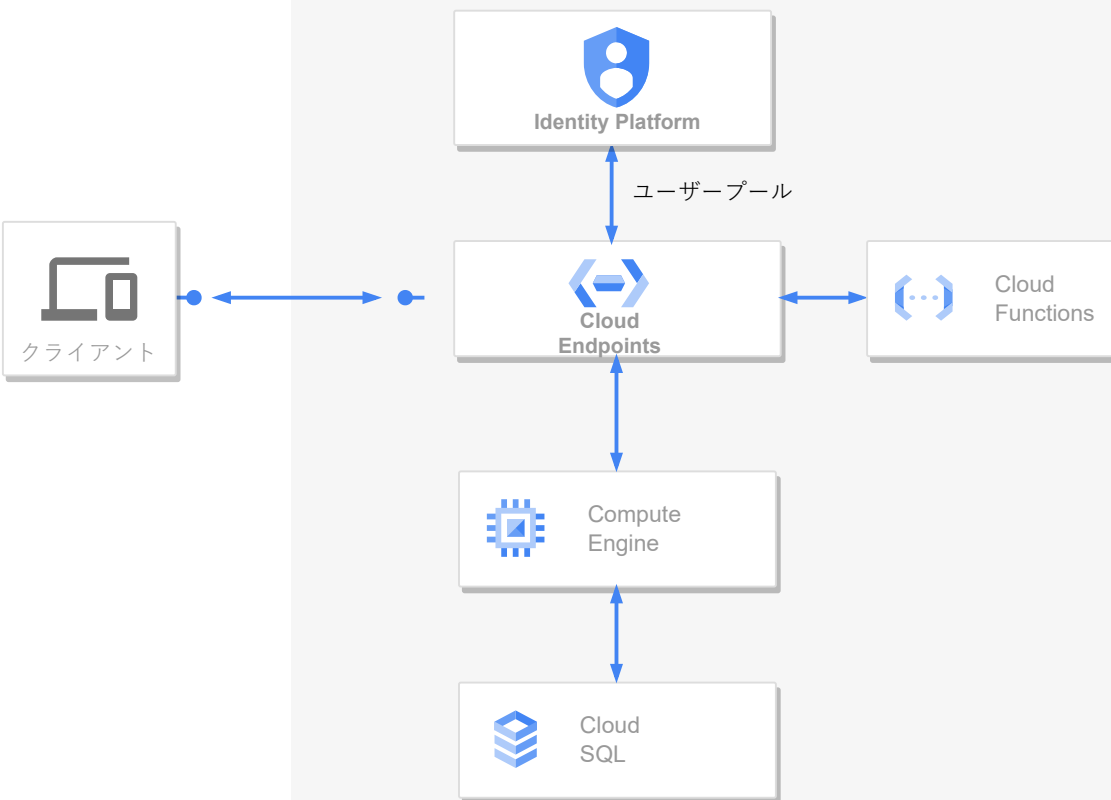 Identity Platform
ユーザープール
クライアント
Cloud
Endpoints
Cloud
Functions
Compute
Engine
Cloud
SQL